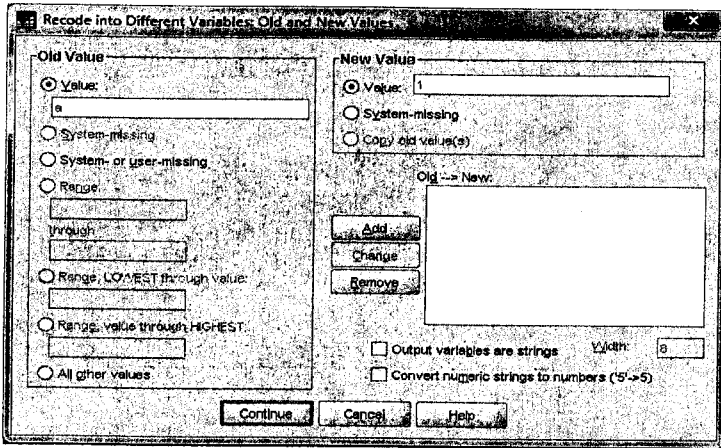 Recode into Different Variables: Old and New Values
Old Value
Value:
a
System-missing
System- or user-missing
Range:
through
Range, LOWEST through value:
Range, value through HIGHEST:
All other values
New Value
Value: 1
System-missing
Copy old value(s)
Old --> New:
Add
Change
Remove
Output variables are strings
Width: 8
Convert numeric strings to numbers ('5'->5)
Continue
Cancel
Help